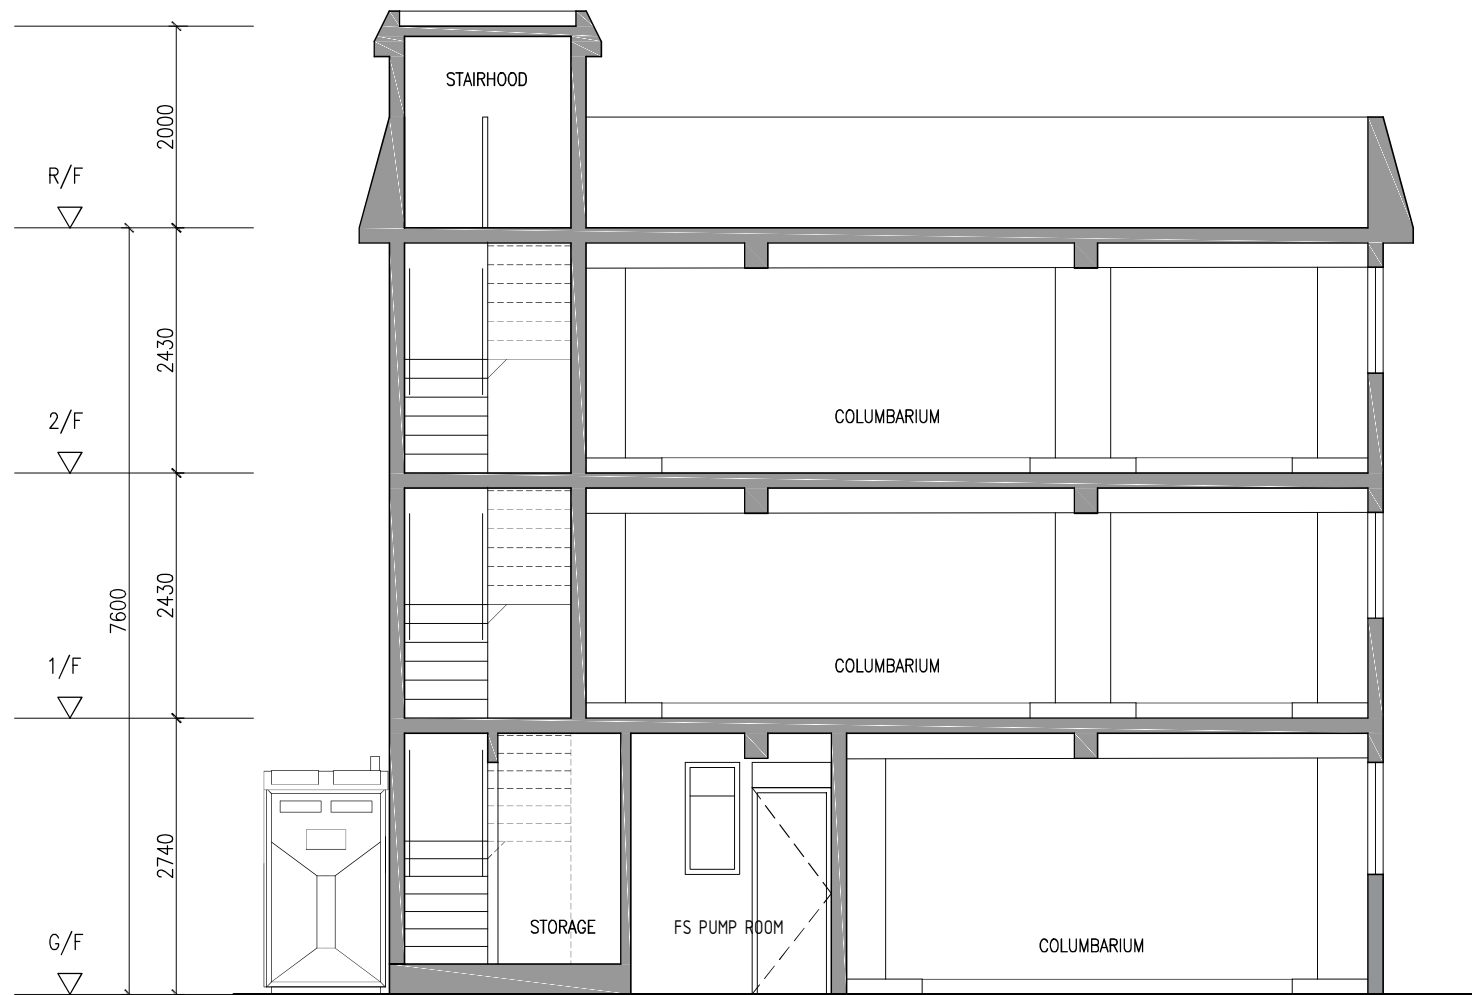 STAIRHOOD
2000
R/F
2430
2/F
COLUMBARIUM
7600
2430
1/F
COLUMBARIUM
2740
STORAGE
FS PUMP ROOM
G/F
COLUMBARIUM